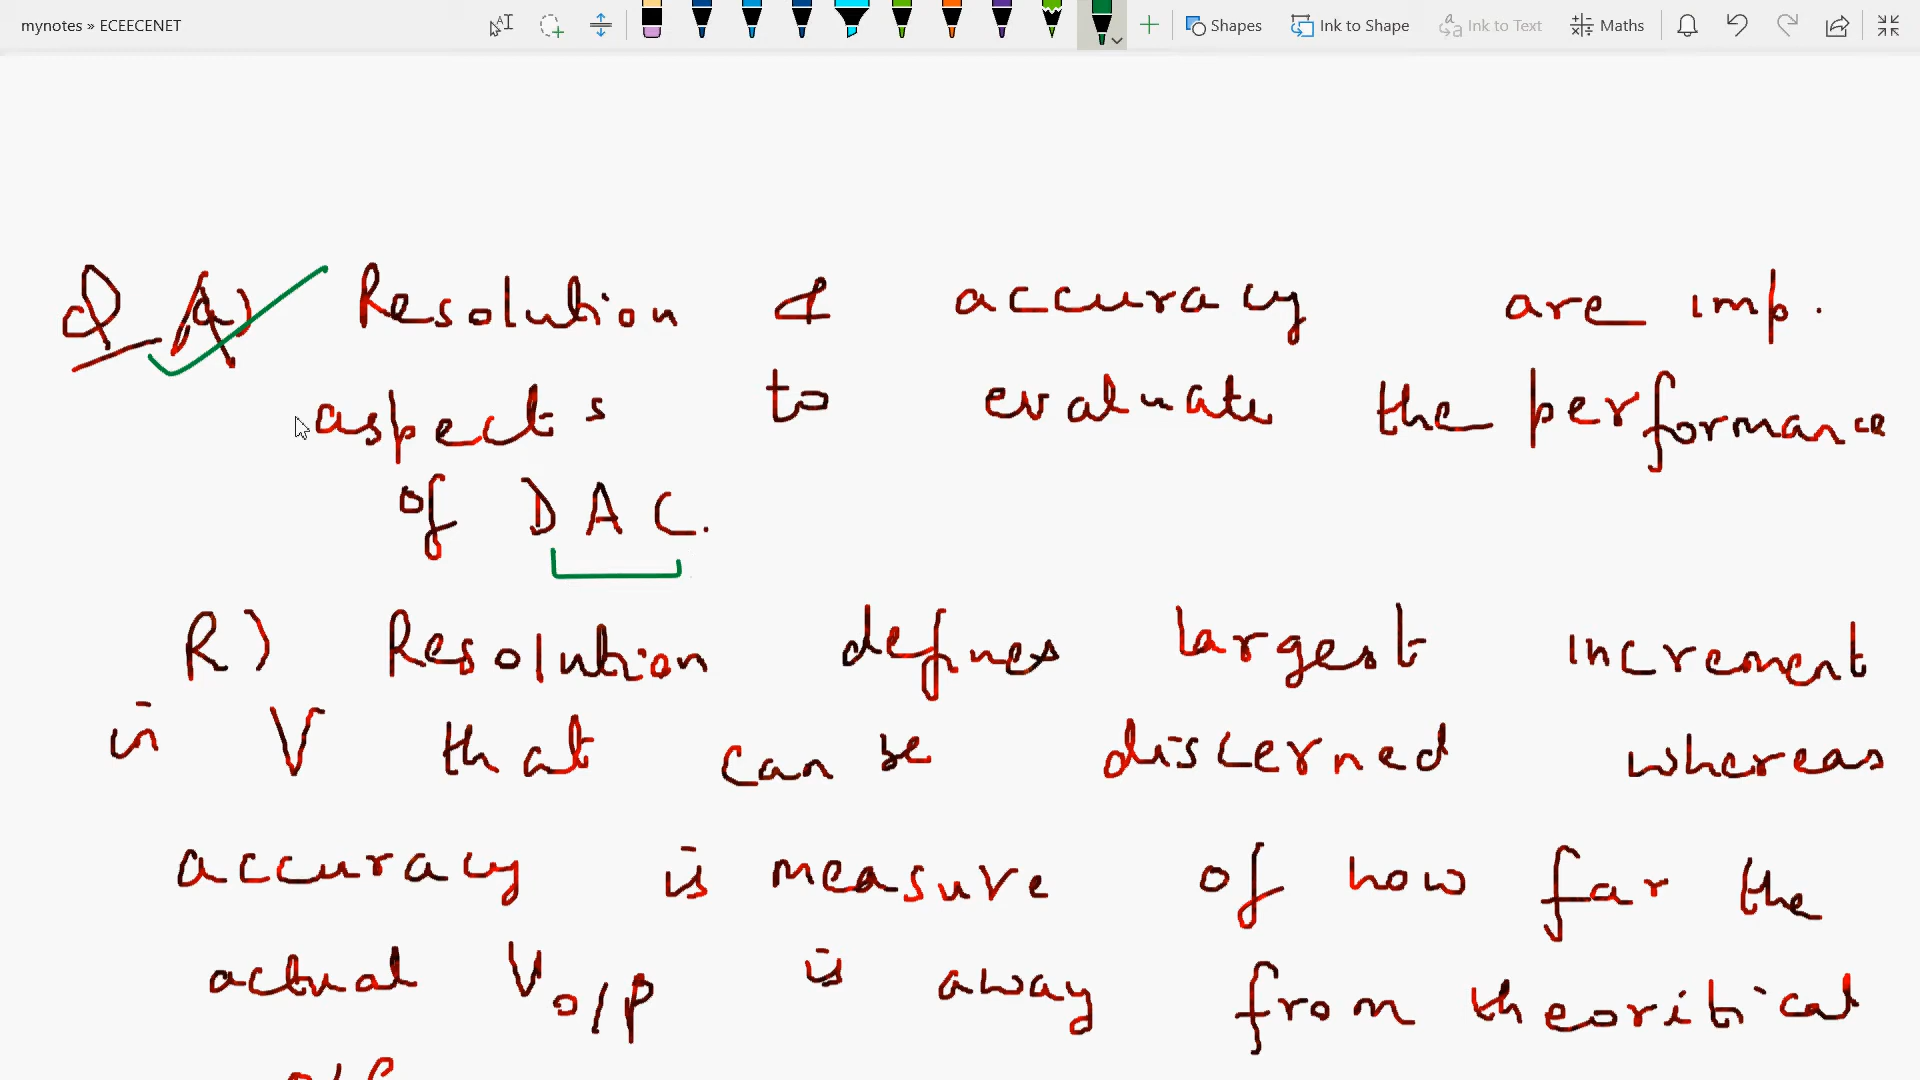 mynotes » ECEECENET
Shapes Ink to Shape Ink to Text Maths
Q A) Resolution & accuracy are imp.
aspects to evaluate the performance
of DAC.
R) Resolution defines largest increment
in V that can be discerned whereas
accuracy is measure of how far the
actual V o/p is away from theoritical